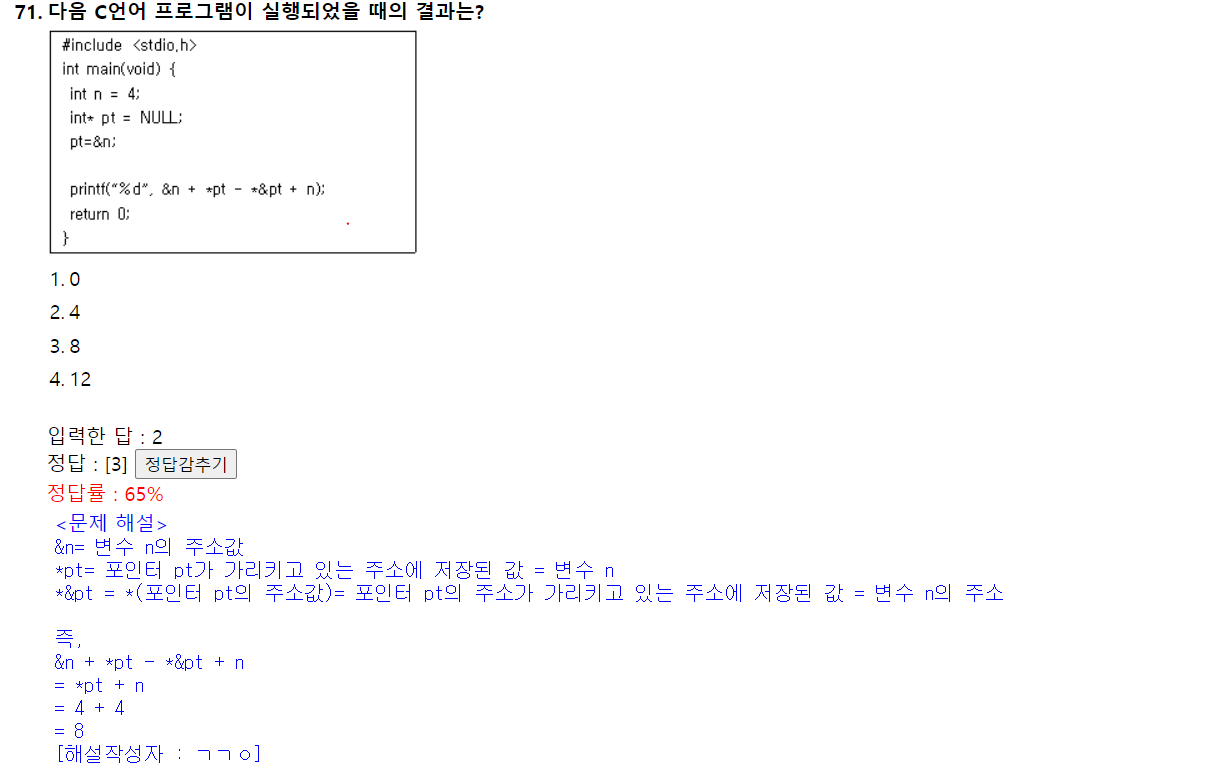 71. 다음 C언어 프로그램이 실행되었을 때의 결과는?
#include <stdio.h>
int main(void) {
int n = 4;
int* pt = NULL;
pt=&n;
printf("%d", &n + *pt - *&pt + n);
return 0;
}
1. 0
2. 4
3. 8
4. 12
입력한 답 : 2
정답 : [3] 정답감추기
정답률 : 65%
<문제 해설>
&n= 변수 n의 주소값
*pt= 포인터 pt가 가리키고 있는 주소에 저장된 값 = 변수 n
*&pt = *(포인터 pt의 주소값)= 포인터 pt의 주소가 가리키고 있는 주소에 저장된 값 = 변수 n의 주소
즉,
&n + *pt - *&pt + n
= *pt + n
= 4 + 4
= 8
[해설작성자 : ㄱㄱㅇ]